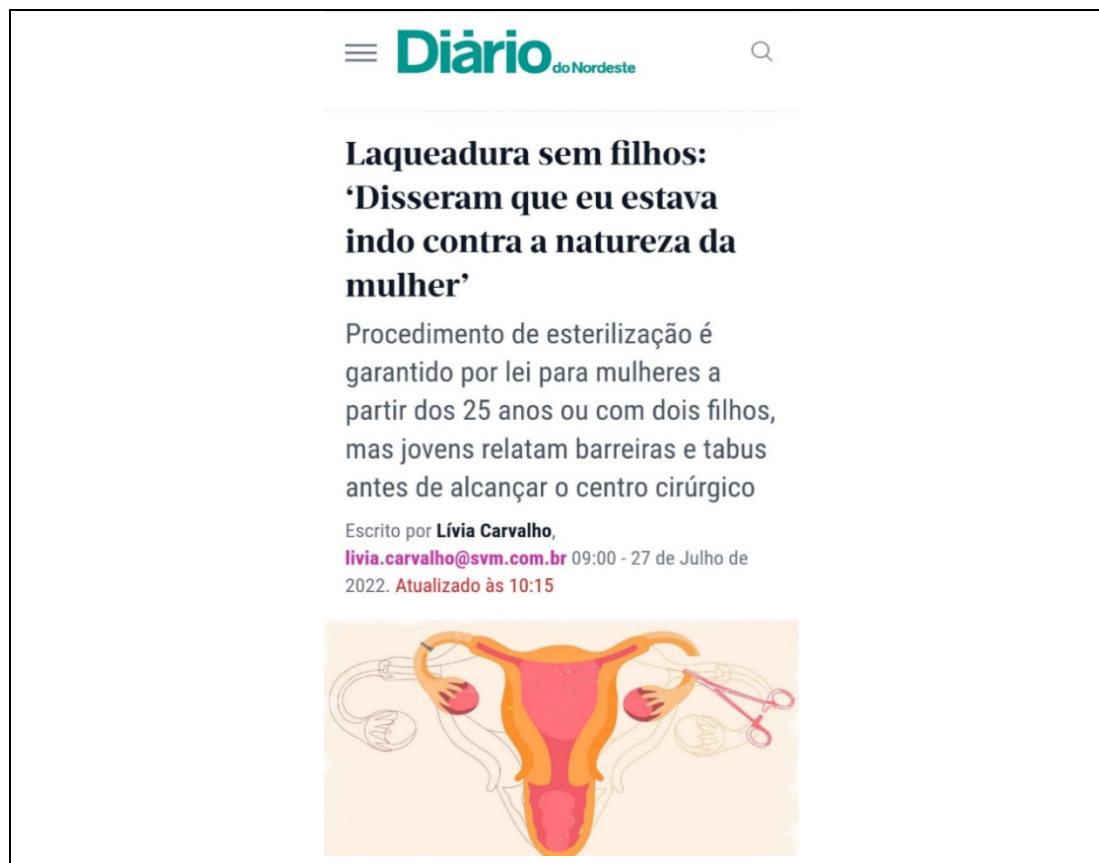 Diário do Nordeste
Laqueadura sem filhos:
‘Disseram que eu estava
indo contra a natureza da
mulher’
Procedimento de esterilização é
garantido por lei para mulheres a
partir dos 25 anos ou com dois filhos,
mas jovens relatam barreiras e tabus
antes de alcançar o centro cirúrgico
Escrito por Lívia Carvalho,
livia.carvalho@svm.com.br 09:00 - 27 de Julho de
2022. Atualizado às 10:15